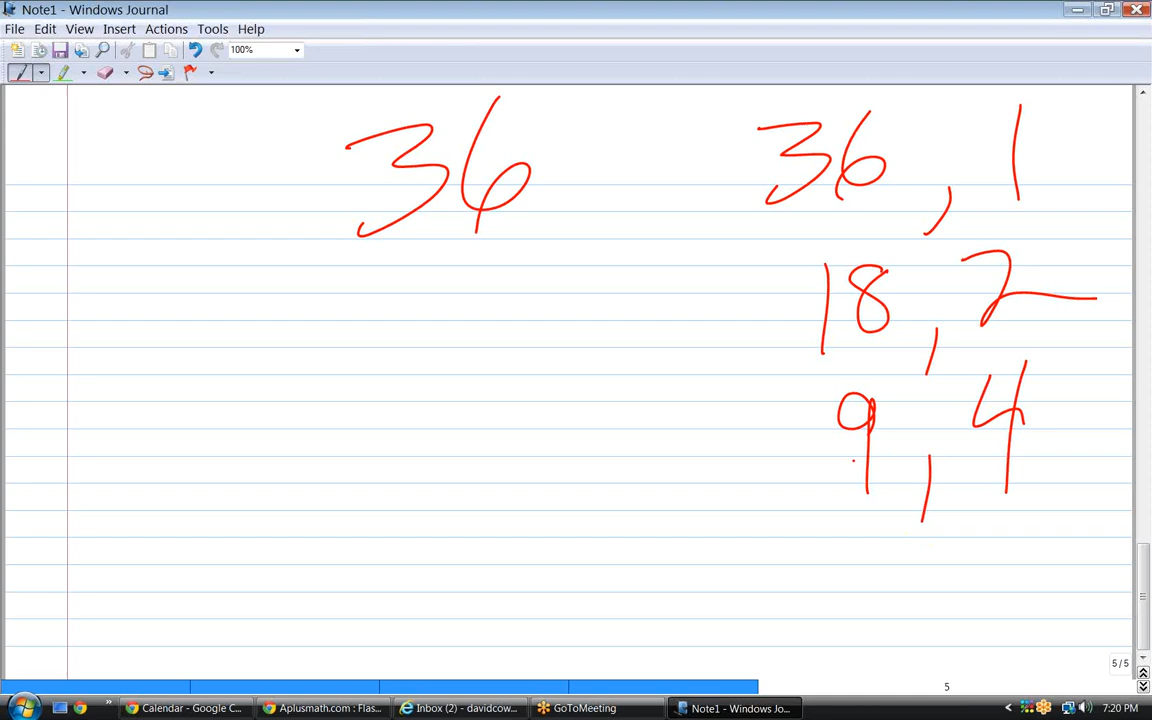 Note1 - Windows Journal
File Edit View Insert Actions Tools Help
100%
36 36, 1
18, 2
9, 4
5 / 5
5
Calendar - Google C... Aplusmath.com : Flas... Inbox (2) - davidcow... GoToMeeting Note1 - Windows Jo... 7:20 PM